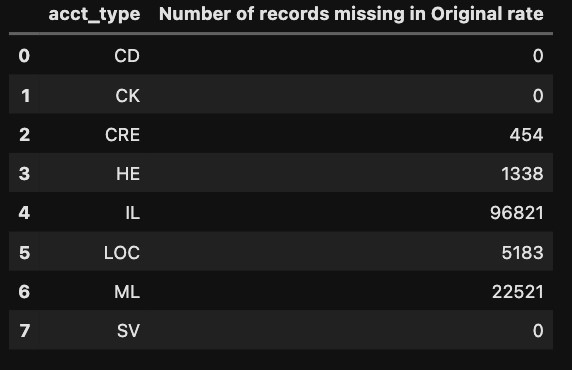 acct_type Number of records missing in Original rate
0 CD 0
1 CK 0
2 CRE 454
3 HE 1338
4 IL 96821
5 LOC 5183
6 ML 22521
7 SV 0